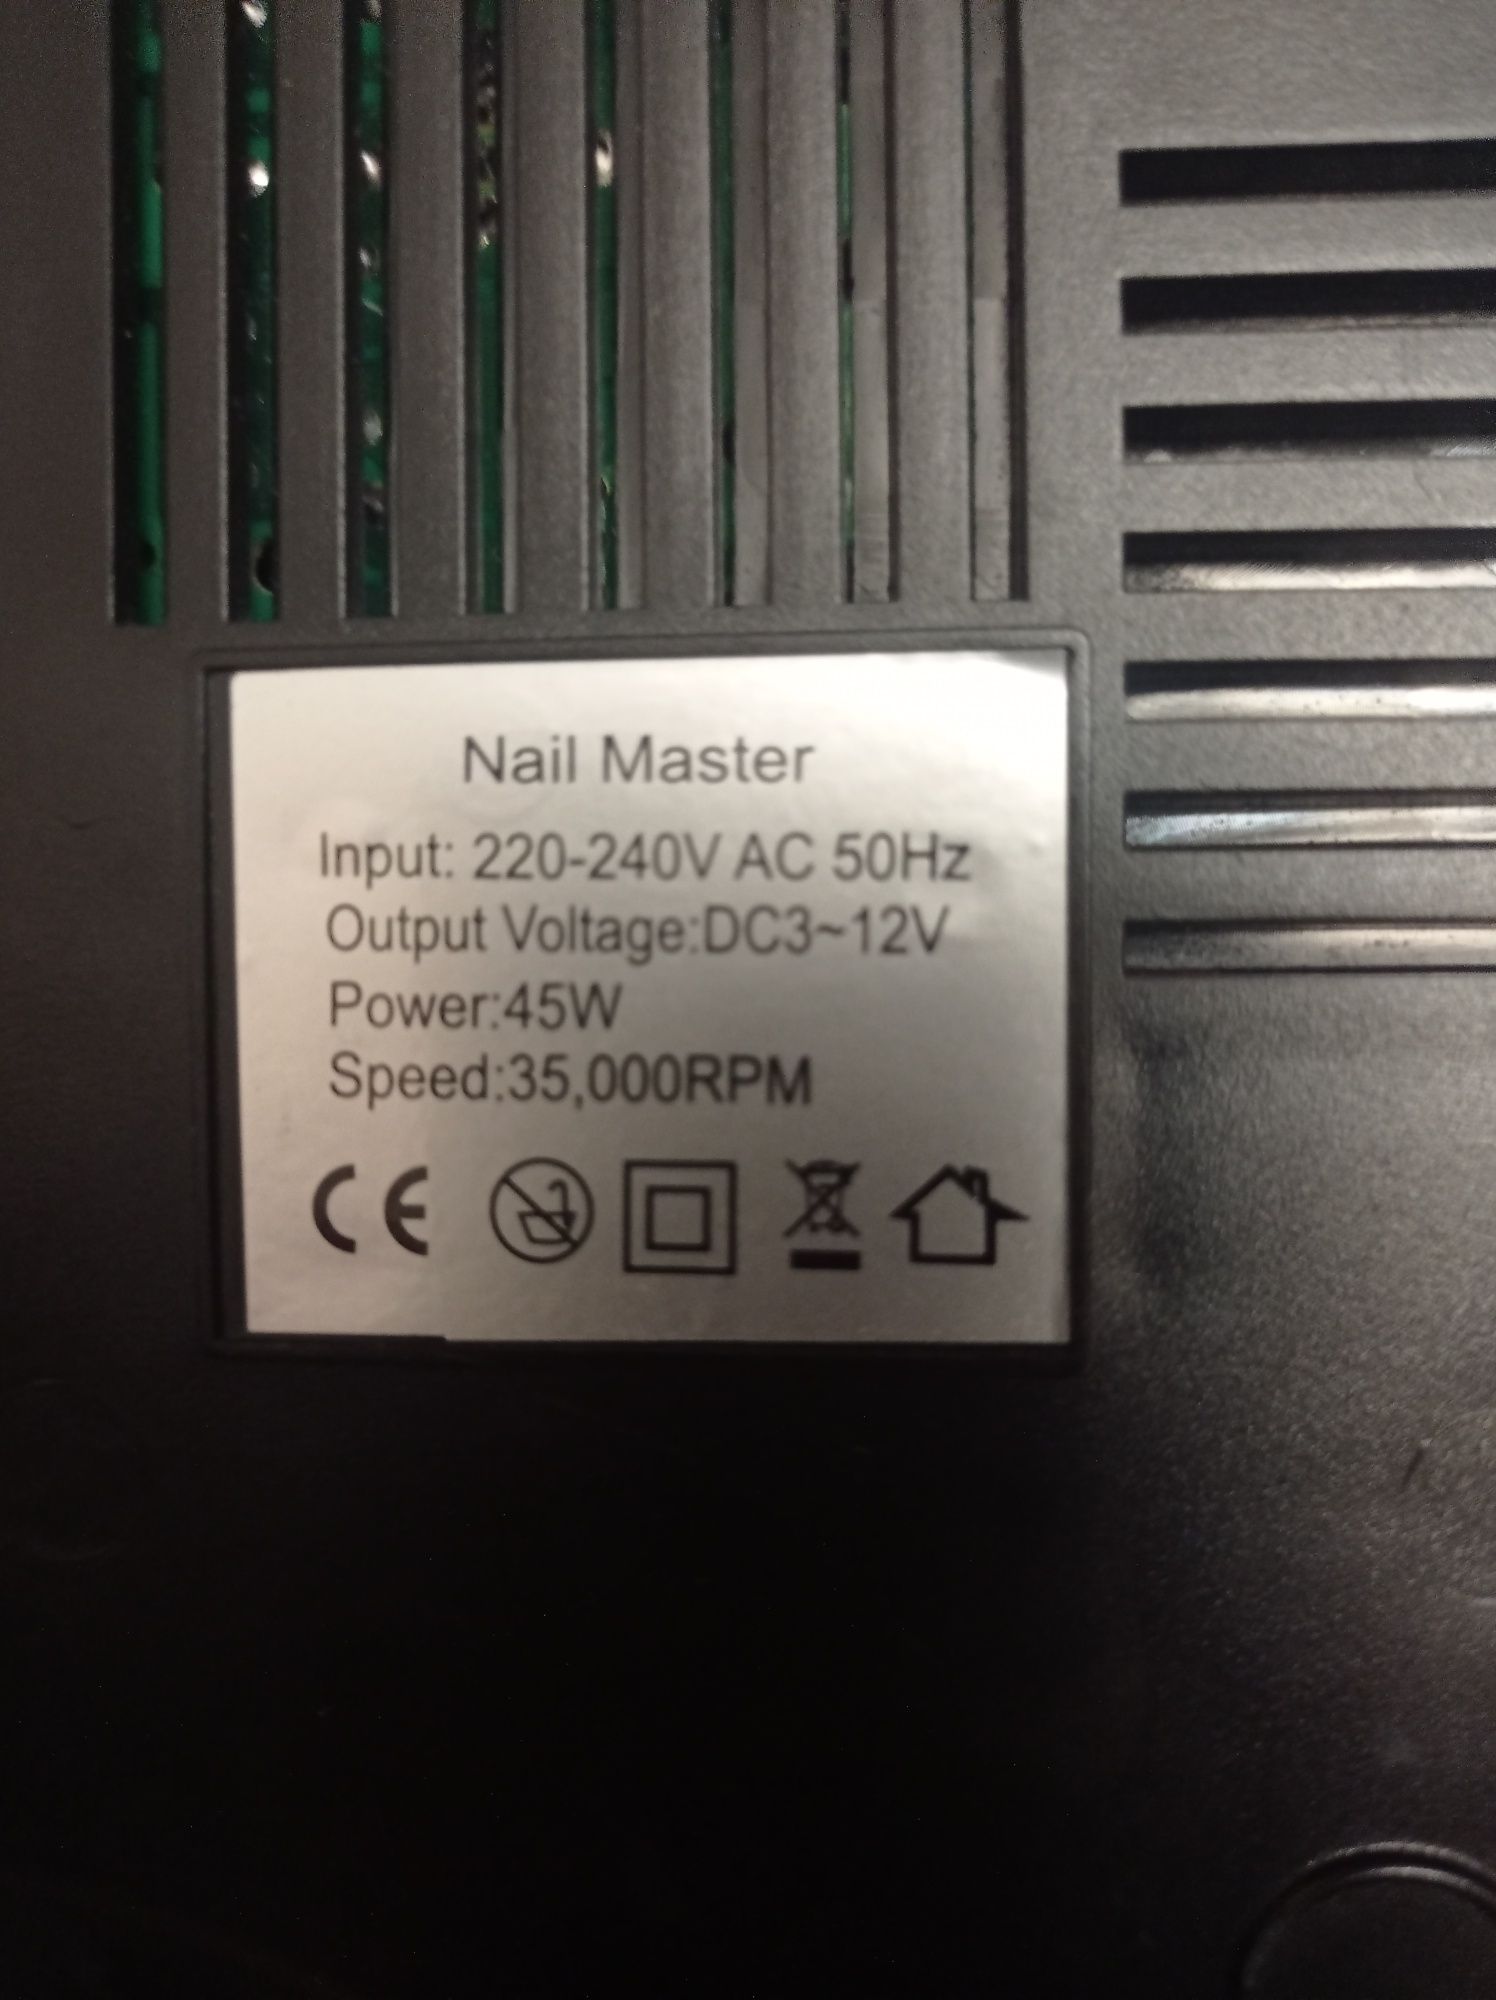 Nail Master
Input: 220-240V AC 50Hz
Output Voltage:DC3~12V
Power:45W
Speed:35,000RPM
CE